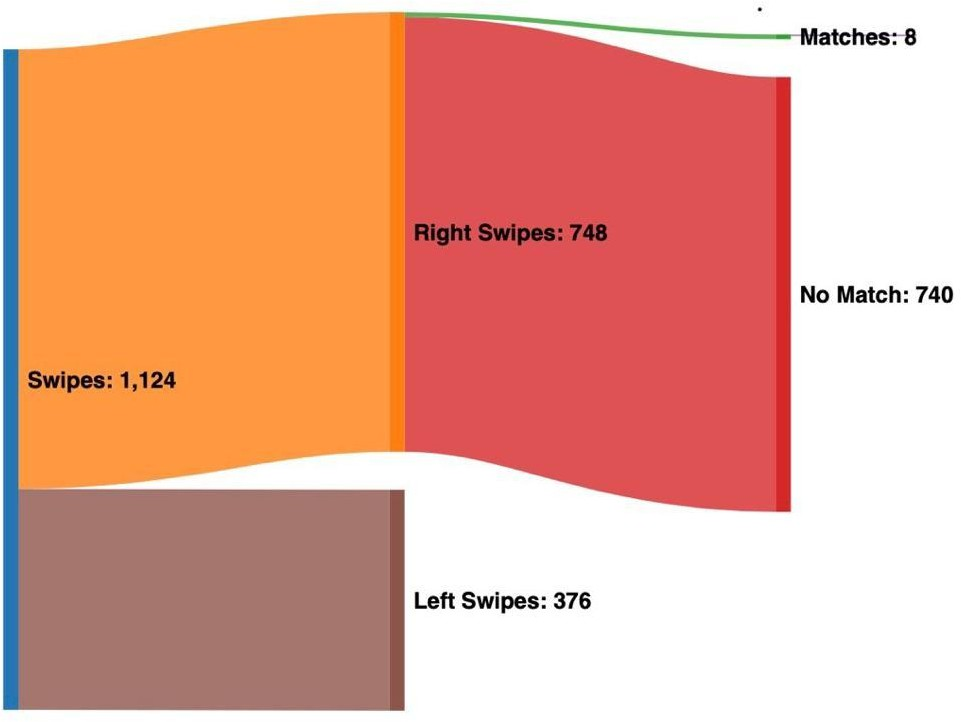 Matches: 8
Right Swipes: 748
No Match: 740
Swipes: 1,124
Left Swipes: 376